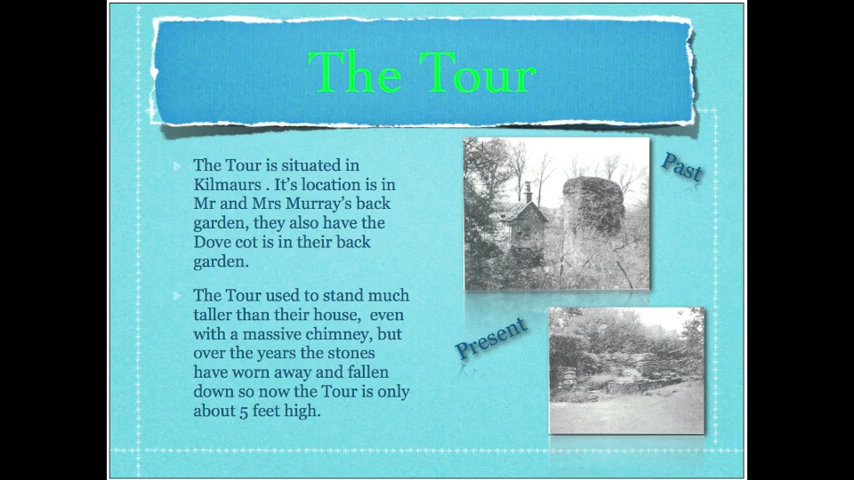 The Tour
The Tour is situated in
Kilmaurs . It's location is in
Mr and Mrs Murray's back
garden, they also have the
Dove cot is in their back
garden.
The Tour used to stand much
taller than their house,  even
with a massive chimney, but
over the years the stones
have worn away and fallen
down so now the Tour is only
about 5 feet high.
Past
Present